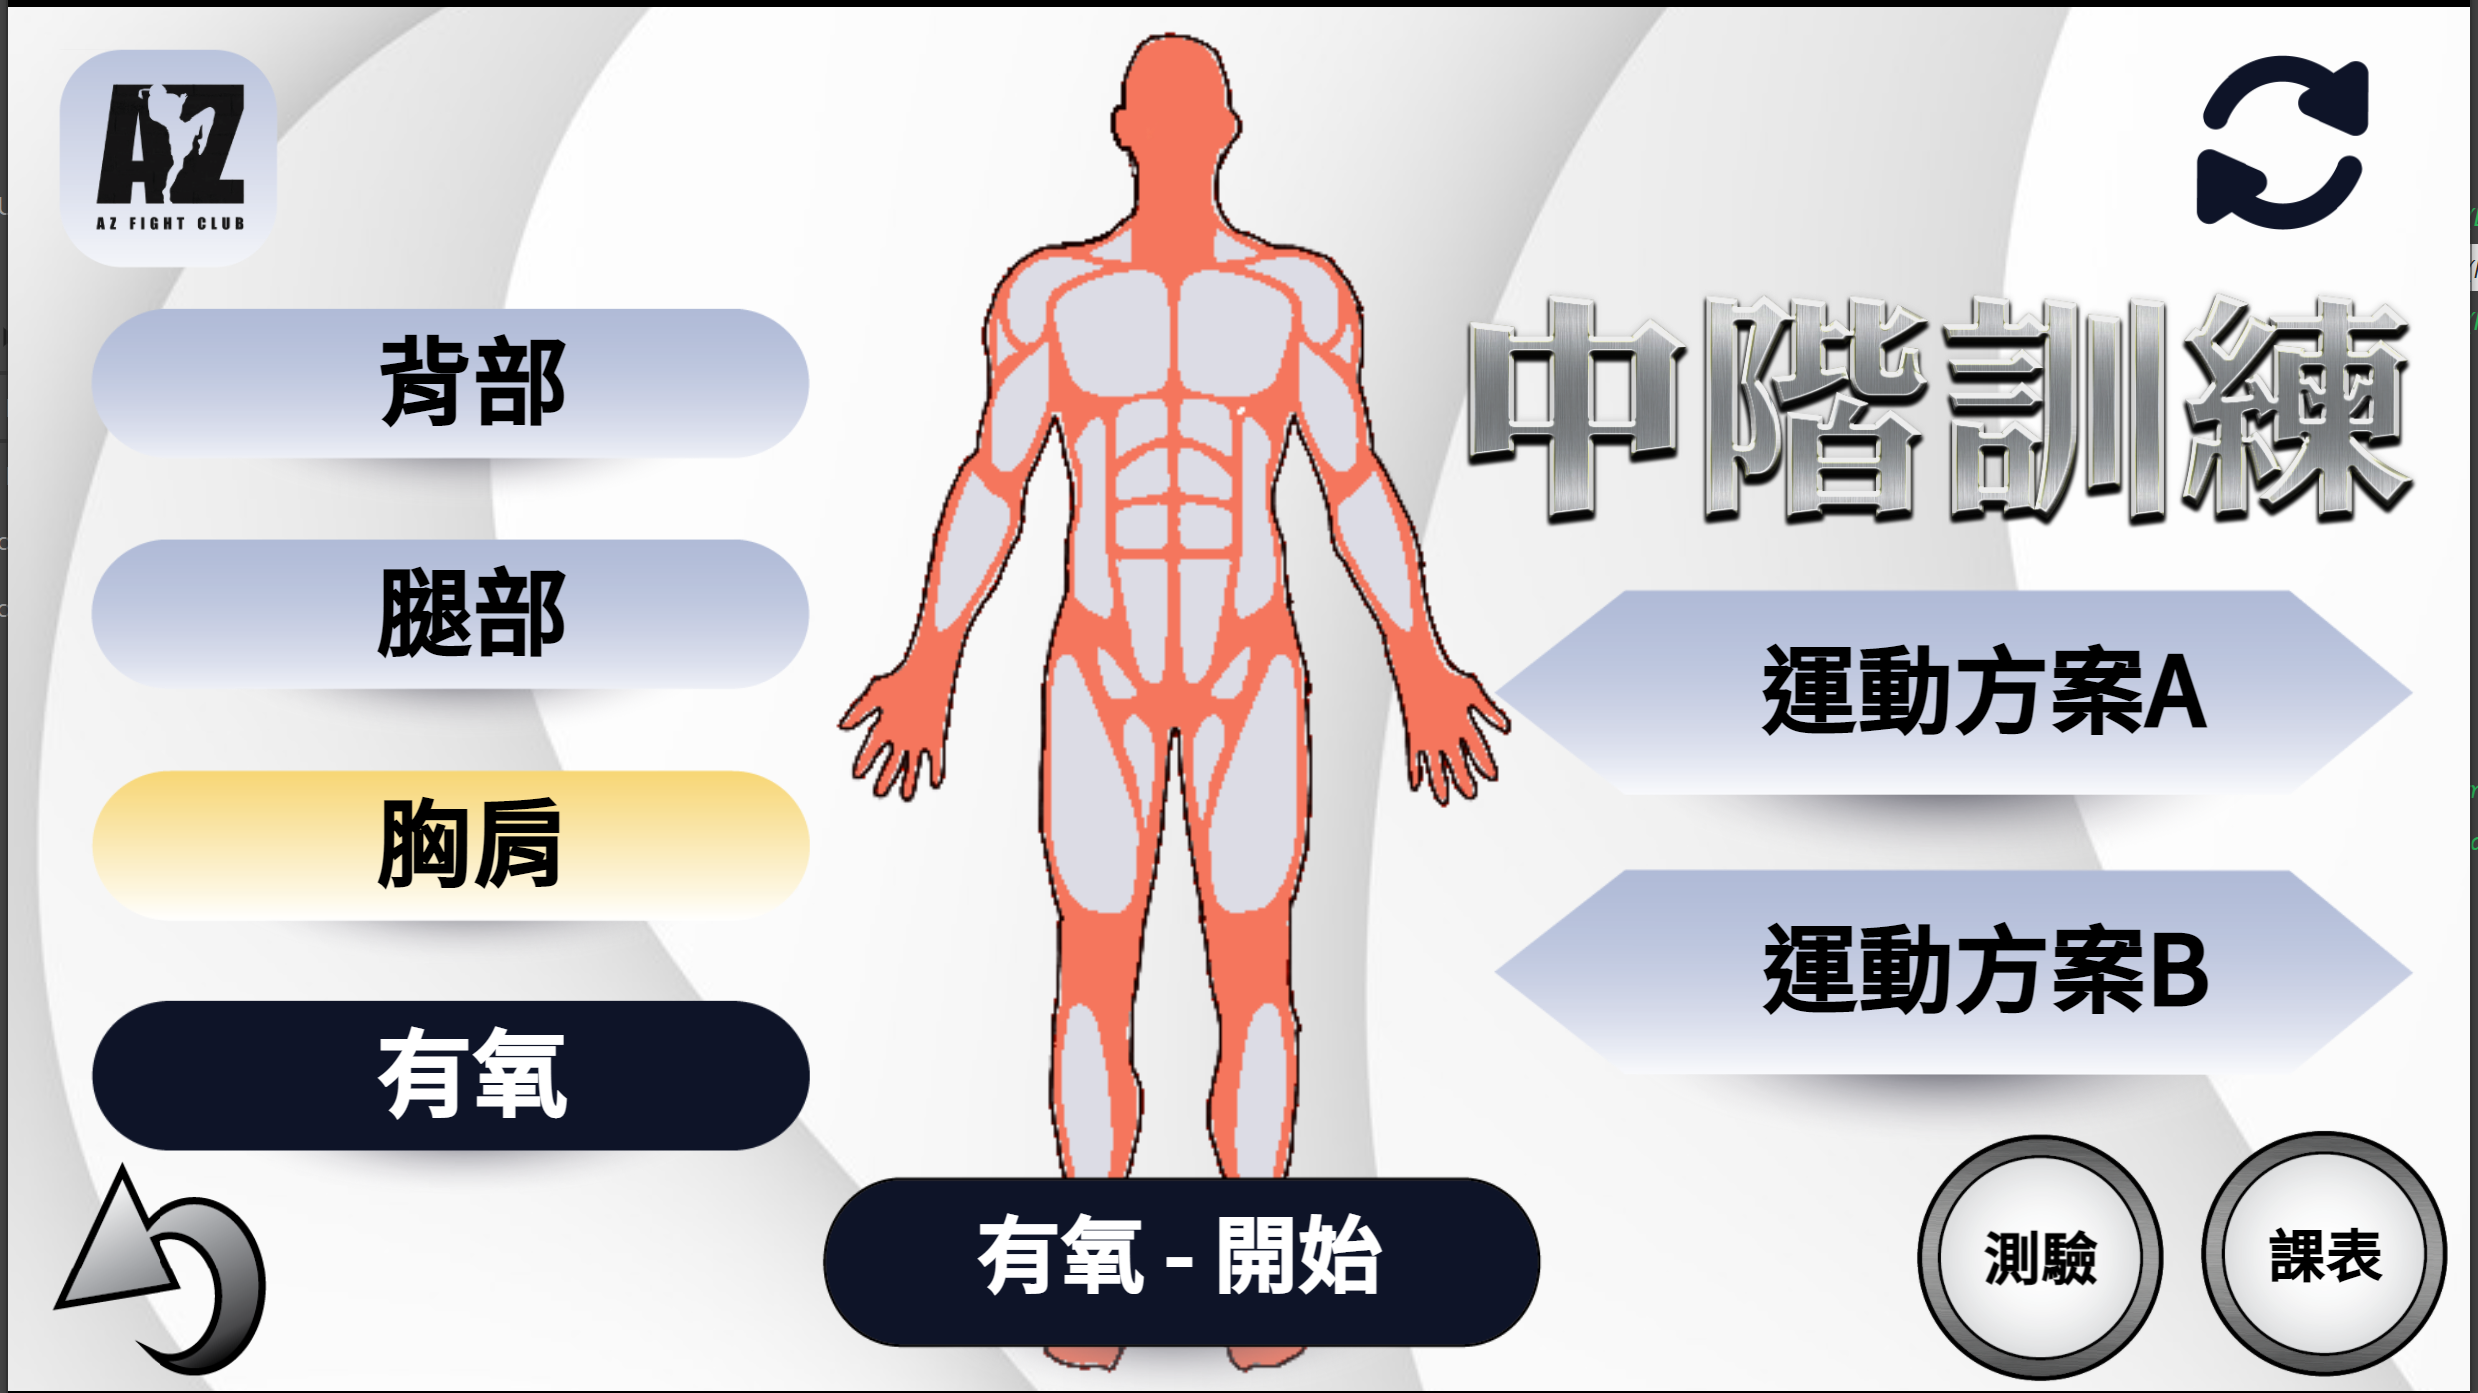 AZ
AZ FIGHT CLUB
背部
腿部
胸肩
有氧
中階訓練
運動方案A
運動方案B
有氧 - 開始
測驗
課表